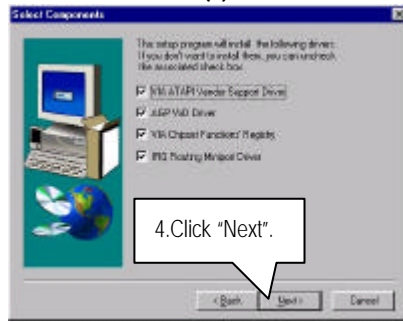 Select Components
This setup program will install the following drivers.
If you don't want to install them, you can uncheck
the associated check box.
VIA ATAPI Vendor Support Driver
AGP VxD Driver
VIA Chipset Functions' Registry
IRQ Routing Miniport Driver
4.Click “Next”.
< Back Next > Cancel